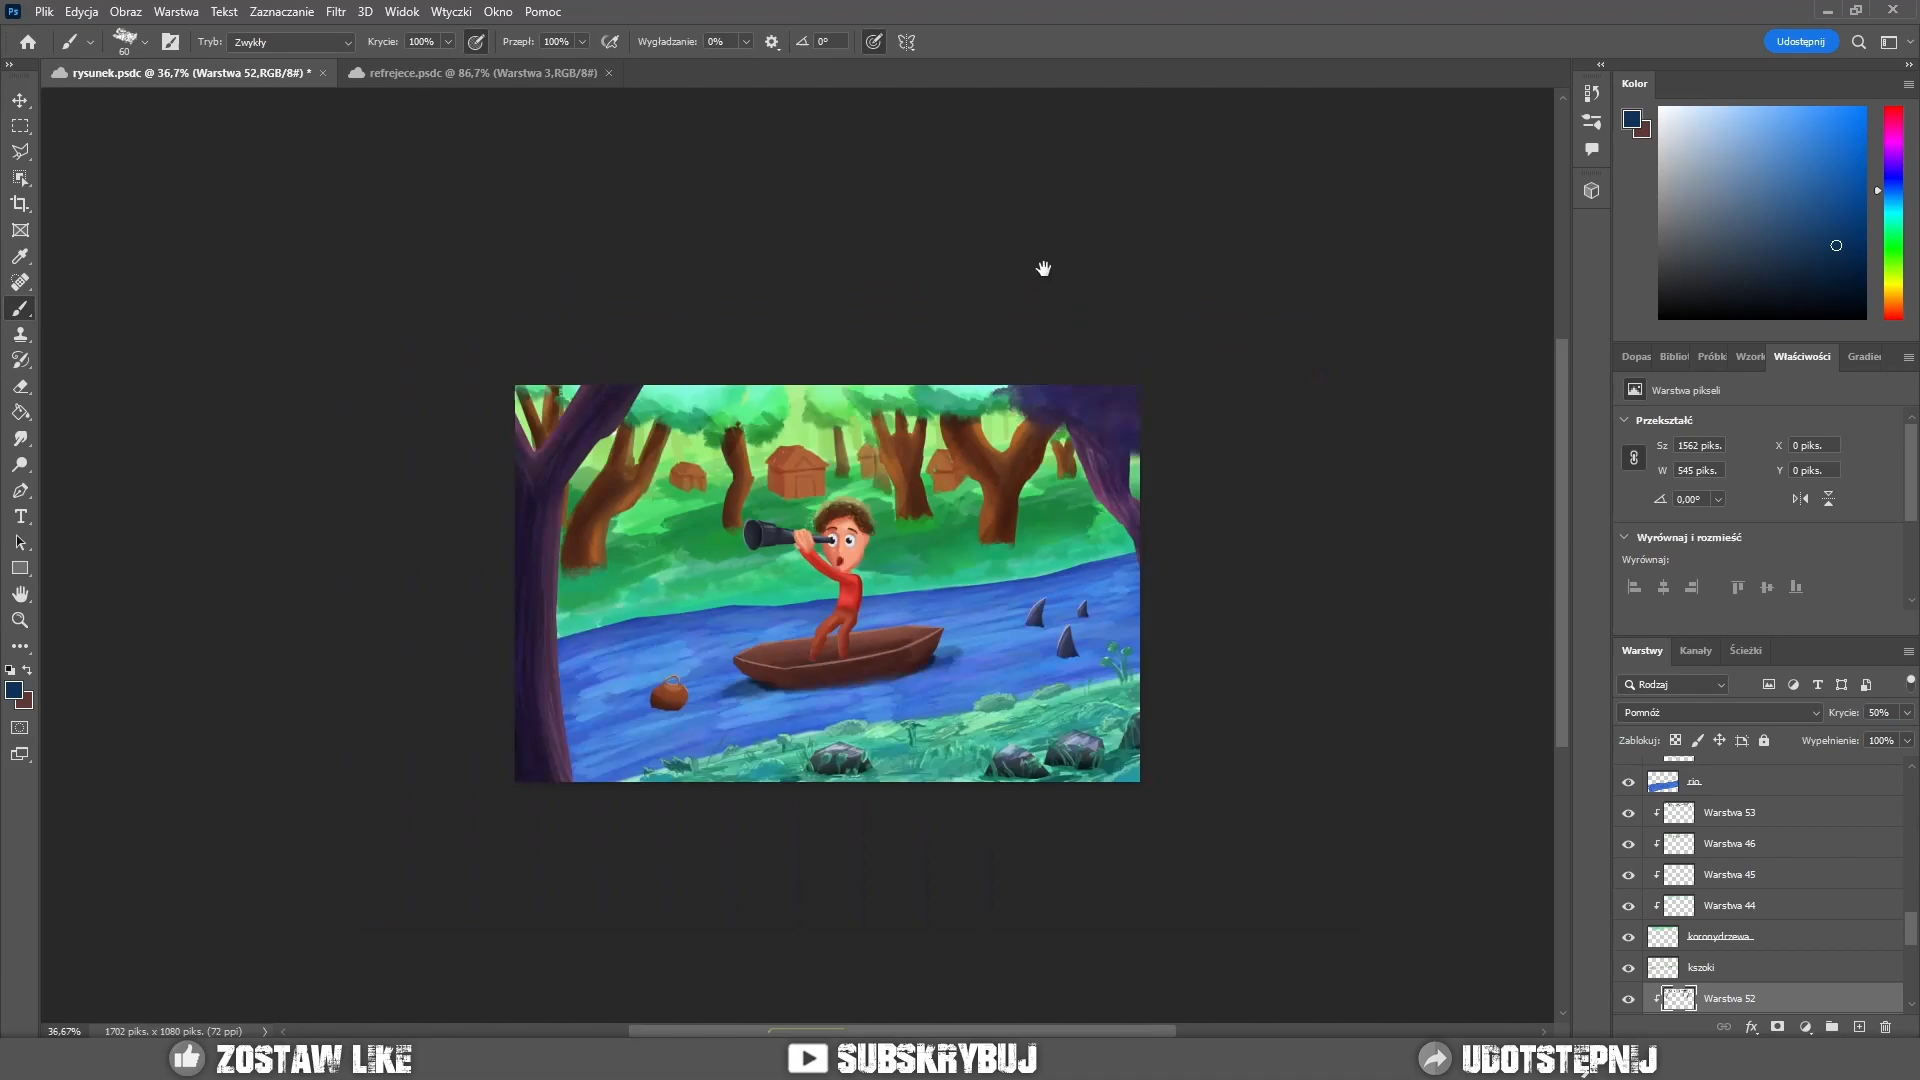 Ps Plik Edycja Obraz Warstwa Tekst Zaznaczanie Filtr 3D Widok Wtyczki Okno Pomoc
60 Tryb: Zwykły Krycie: 100% Przepł: 100% Wygładzanie: 0% 0° Udostępnij
rysunek.psdc @ 36,7% (Warstwa 52,RGB/8#) * refrejece.psdc @ 86,7% (Warstwa 3,RGB/8#)
Kolor
Dopas Bibliot Próbk Wzork Właściwości Gradier
Warstwa pikseli
Przekształć
Sz 1562 piks. X 0 piks.
W 545 piks. Y 0 piks.
0,00°
Wyrównaj i rozmieść
Wyrównaj:
Warstwy Kanały Ścieżki
Rodzaj
Pomnóż Krycie: 50%
Zablokuj: Wypełnienie: 100%
rio
Warstwa 53
Warstwa 46
Warstwa 45
Warstwa 44
koronydrzewa
kszoki
Warstwa 52
36,67% 1702 piks. x 1080 piks. (72 ppi)
ZOSTAW LIKE SUBSKRYBUJ UDOTSTĘPNIJ